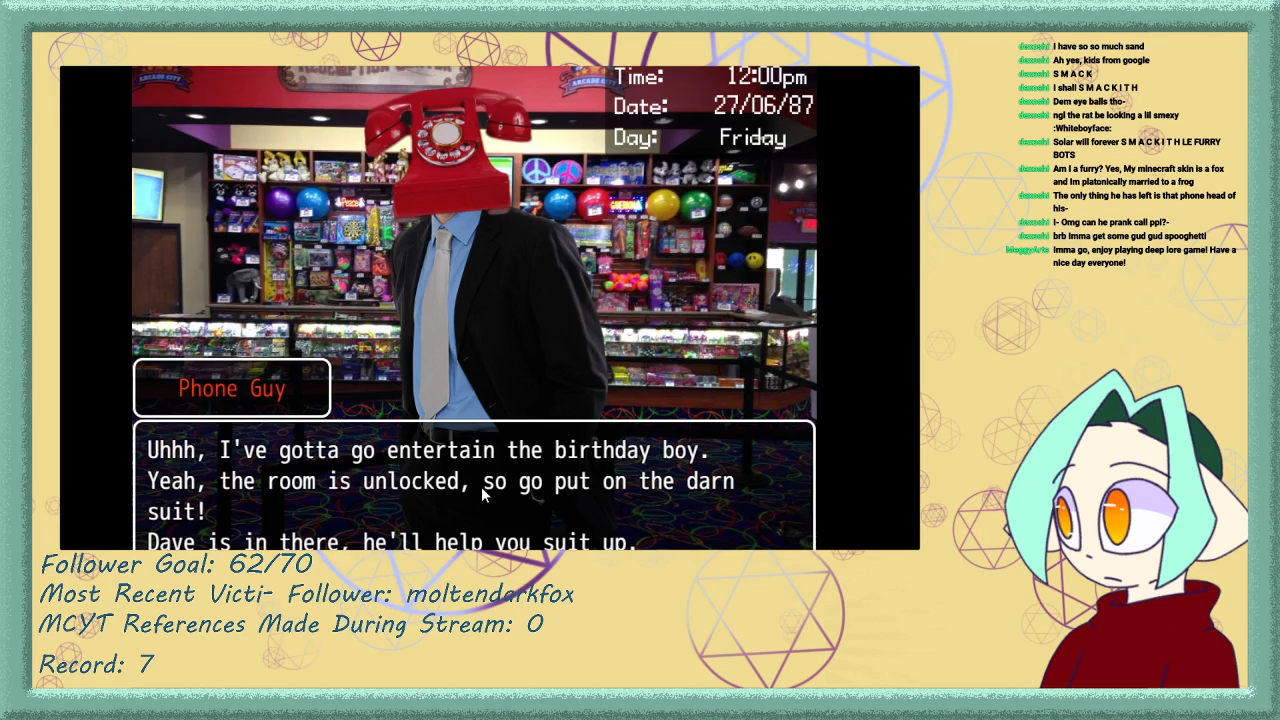 ARCADE CITY
REDEMPTION
ARCADE CITY
Time: 12:00pm
Date: 27/06/87
Day: Friday
Peace
Phone Guy
Uhhh, I've gotta go entertain the birthday boy.
Yeah, the room is unlocked, so go put on the darn
suit!
Dave is in there, he'll help you suit up.
Follower Goal: 62/70
Most Recent Victi- Follower: moltendarkfox
MCYT References Made During Stream: 0
Record: 7
I have so so much sand
Ah yes, kids from google
S M A C K
I shall S M A C K I T H
Dem eye balls tho-
ngl the rat be looking a lil smexy
:Whiteboyface:
Solar will forever S M A C K I T H LE FURRY
BOTS
Am I a furry? Yes, My minecraft skin is a fox
and Im platonically married to a frog
The only thing he has left is that phone head of
his-
I- Omg can he prank call ppl?-
brb Imma get some gud gud spooghetti
Imma go, enjoy playing deep lore game! Have a
nice day everyone!